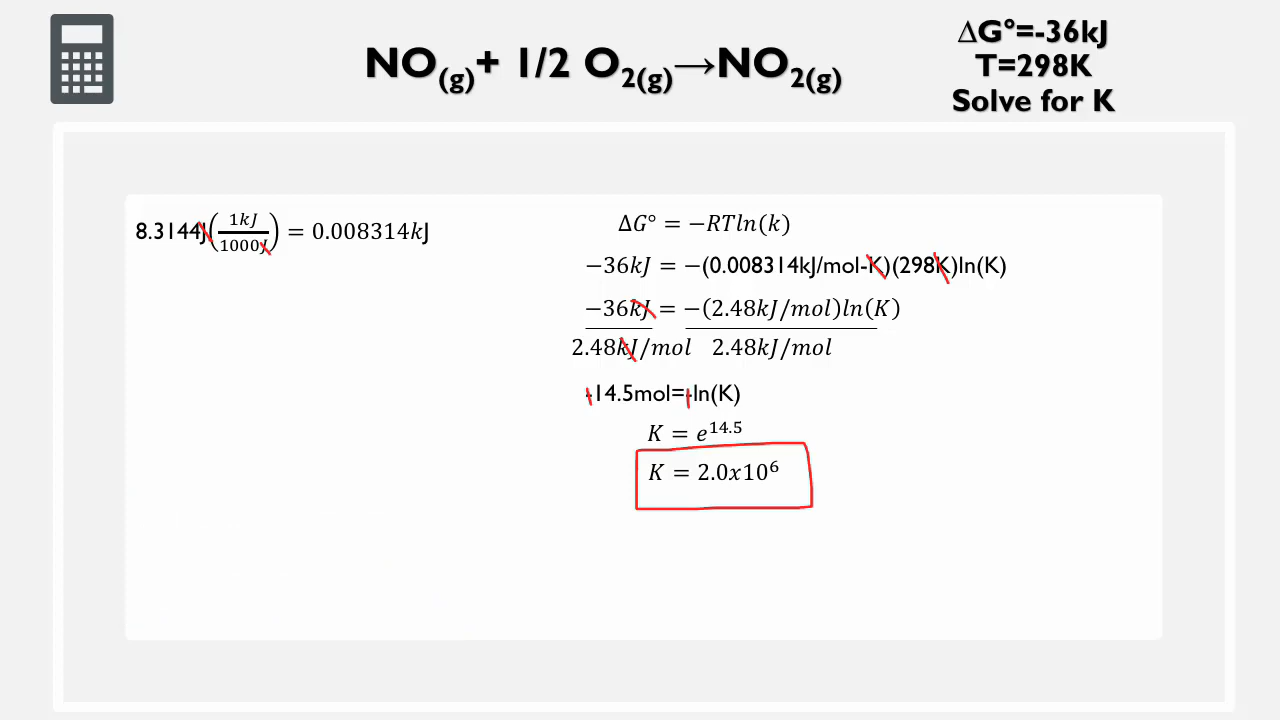 NO(g)+ 1/2 O2(g)→NO2(g)
∆G°=-36kJ
T=298K
Solve for K
8.3144J(1kJ/1000J) = 0.008314kJ
∆G° = −RTln(k)
−36kJ = −(0.008314kJ/mol-K)(298K)ln(K)
−36kJ = −(2.48kJ/mol)ln(K)
2.48kJ/mol 2.48kJ/mol
-14.5mol=-ln(K)
K = e^14.5
K = 2.0x10^6